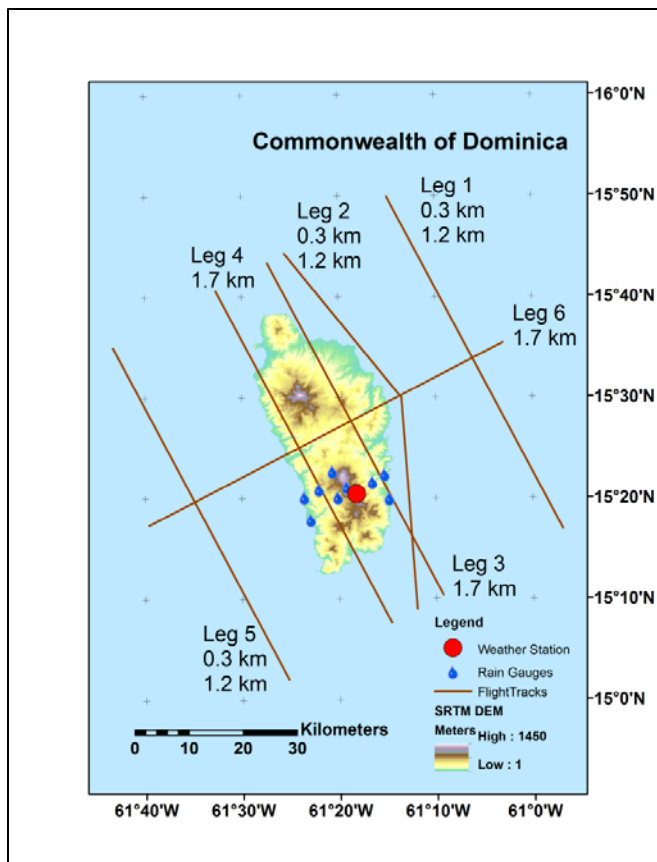 16°0'N
Commonwealth of Dominica
15°50'N
Leg 1
0.3 km
1.2 km
Leg 2
0.3 km
1.2 km
Leg 4
1.7 km
15°40'N
Leg 6
1.7 km
15°30'N
15°20'N
Leg 3
1.7 km
15°10'N
Leg 5
0.3 km
1.2 km
Legend
Weather Station
Rain Gauges
FlightTracks
SRTM DEM
Meters
High : 1450
Low : 1
15°0'N
Kilometers
0 5 10 20 30
61°40'W 61°30'W 61°20'W 61°10'W 61°0'W